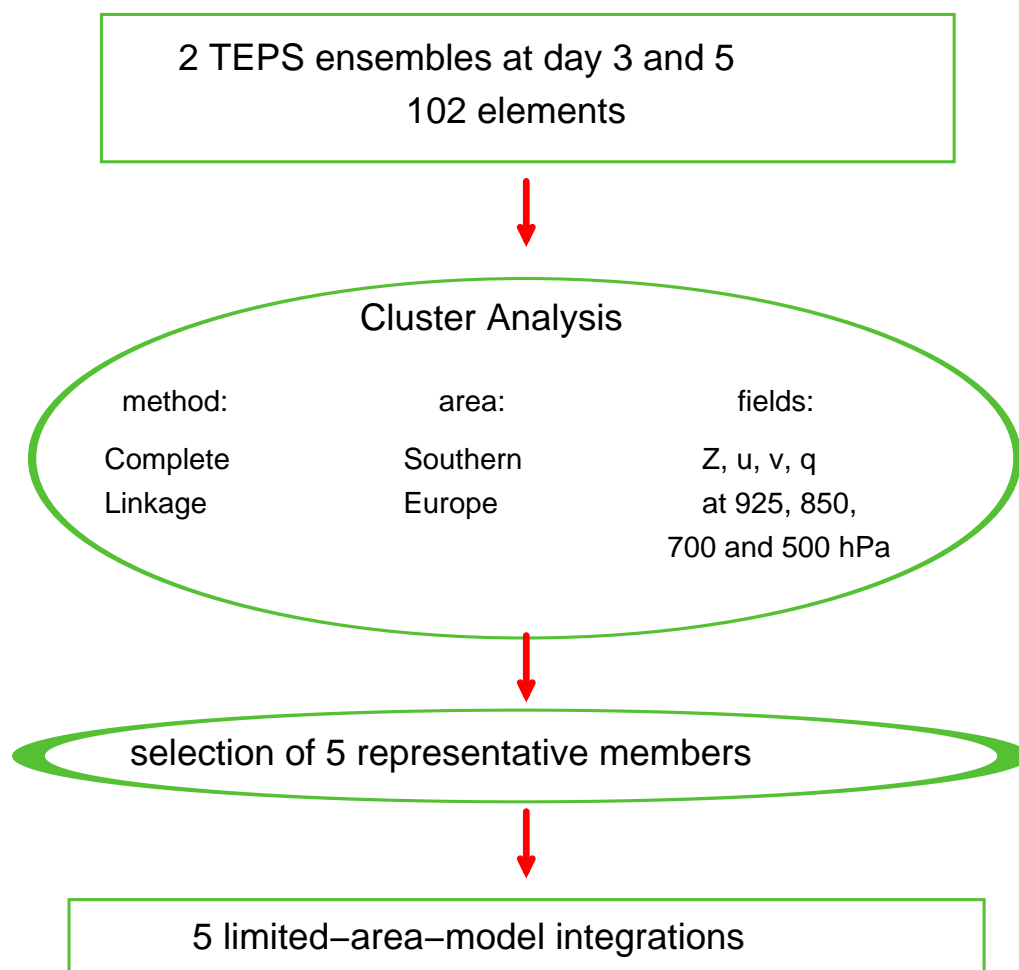 2 TEPS ensembles at day 3 and 5
102 elements
Cluster Analysis
method: area: fields:
Complete Southern Z, u, v, q
Linkage Europe at 925, 850,
700 and 500 hPa
selection of 5 representative members
5 limited−area−model integrations